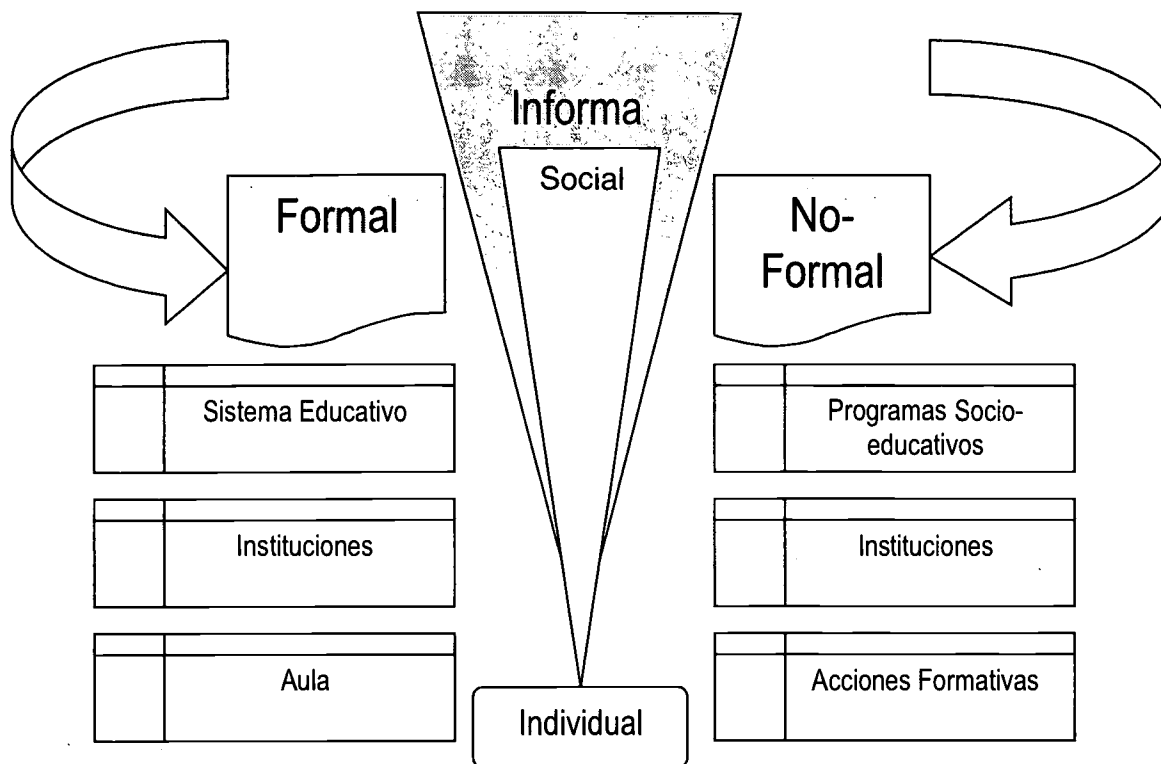 Informa
Social
Formal
No-
Formal
Sistema Educativo
Programas Socio-
educativos
Instituciones
Instituciones
Aula
Acciones Formativas
Individual